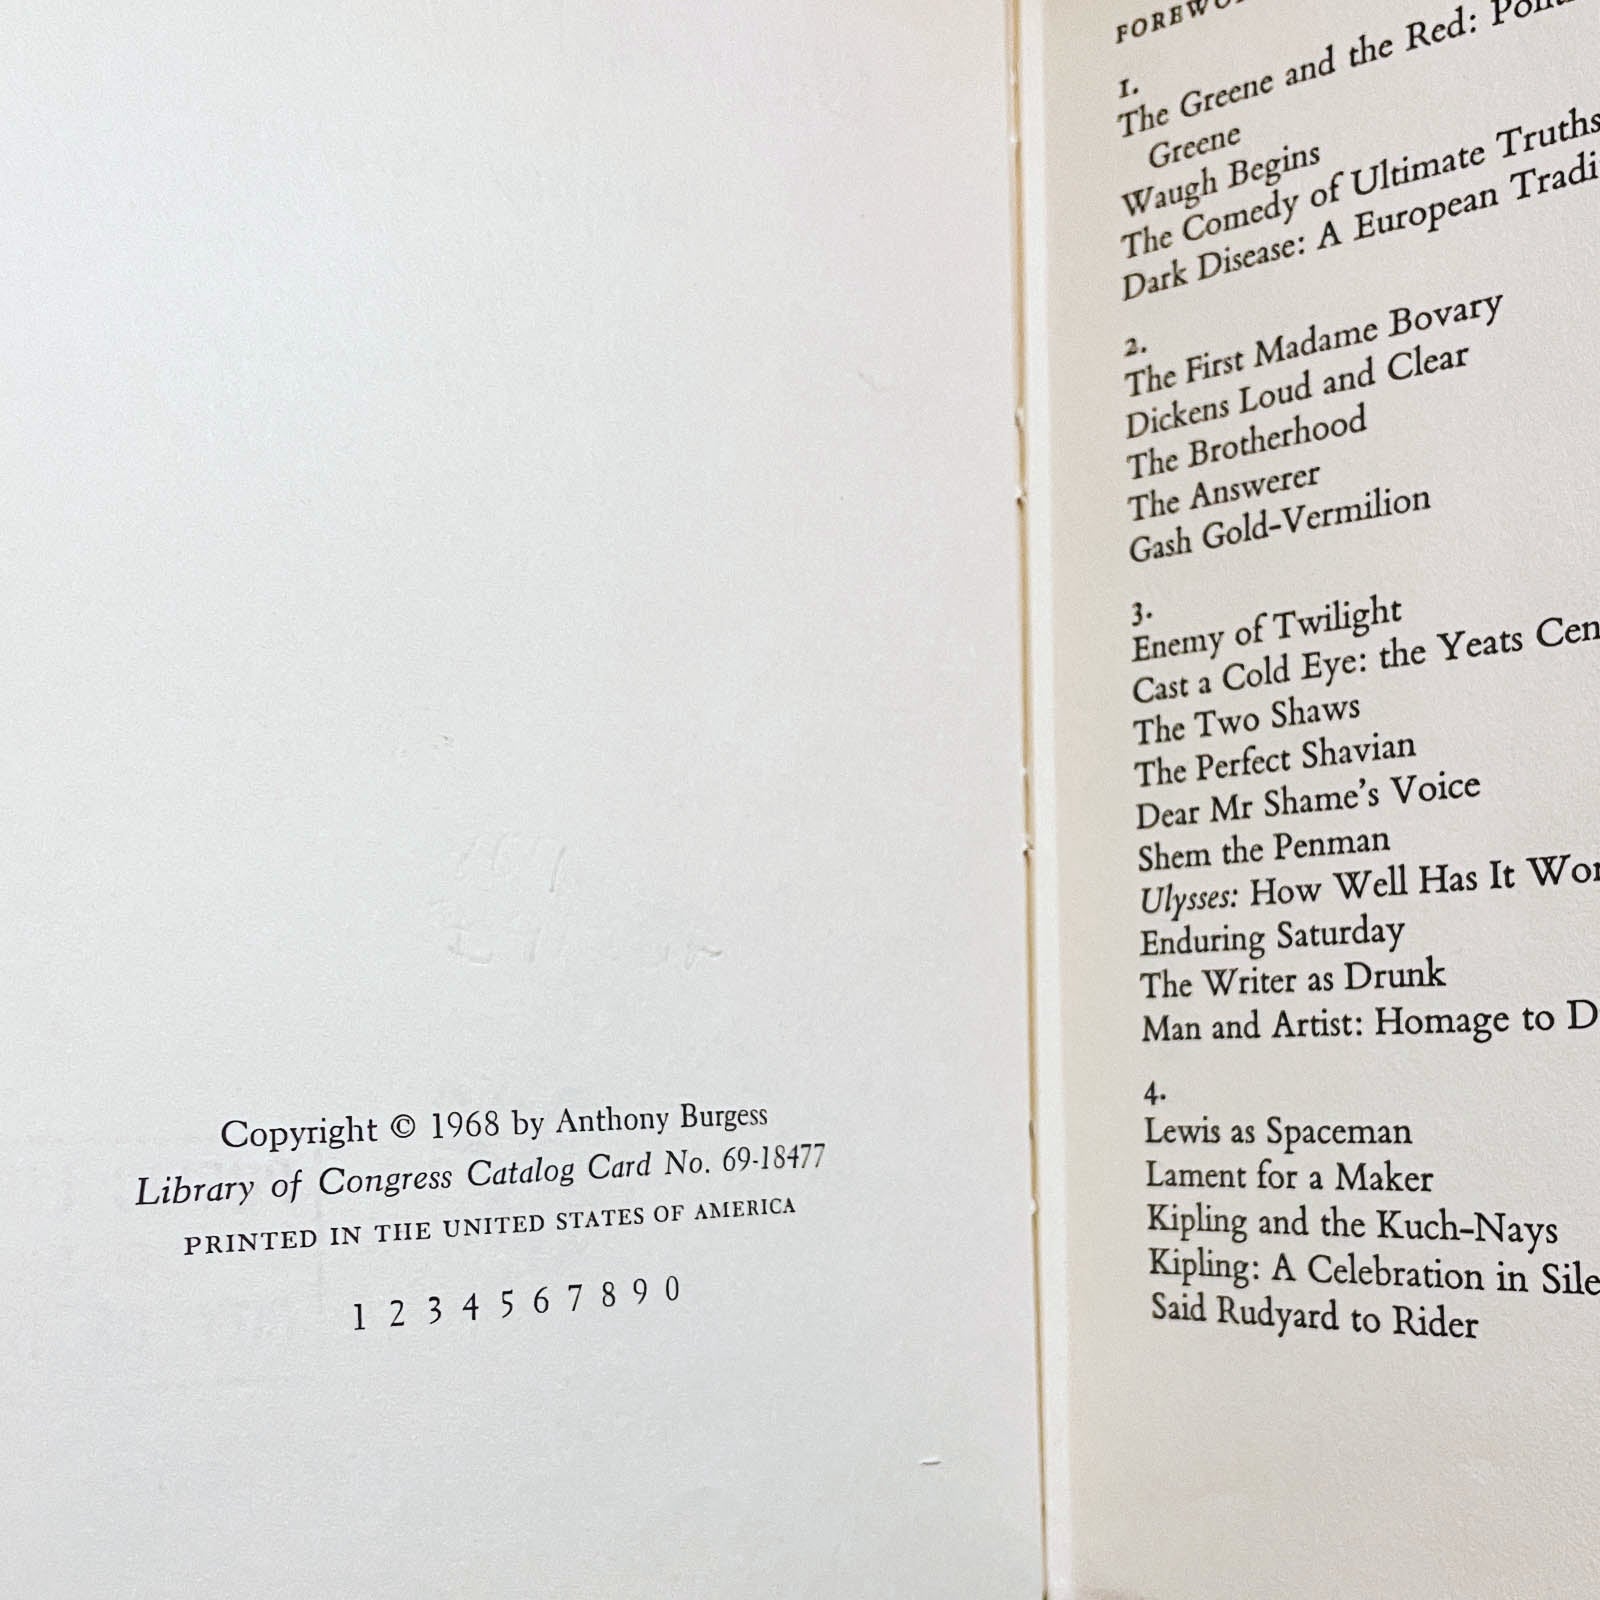 Copyright © 1968 by Anthony Burgess
Library of Congress Catalog Card No. 69-18477
PRINTED IN THE UNITED STATES OF AMERICA
1 2 3 4 5 6 7 8 9 0
1.
The Greene and the Red:
Greene
Waugh Begins
The Comedy of Ultimate Truths
Dark Disease: A European
2.
The First Madame Bovary
Dickens Loud and Clear
The Brotherhood
The Answerer
Gash Gold-Vermilion
3.
Enemy of Twilight
Cast a Cold Eye: the Yeats
The Two Shaws
The Perfect Shavian
Dear Mr Shame's Voice
Shem the Penman
Ulysses: How Well Has It
Enduring Saturday
The Writer as Drunk
Man and Artist: Homage to
4.
Lewis as Spaceman
Lament for a Maker
Kipling and the Kuch-Nays
Kipling: A Celebration in
Said Rudyard to Rider